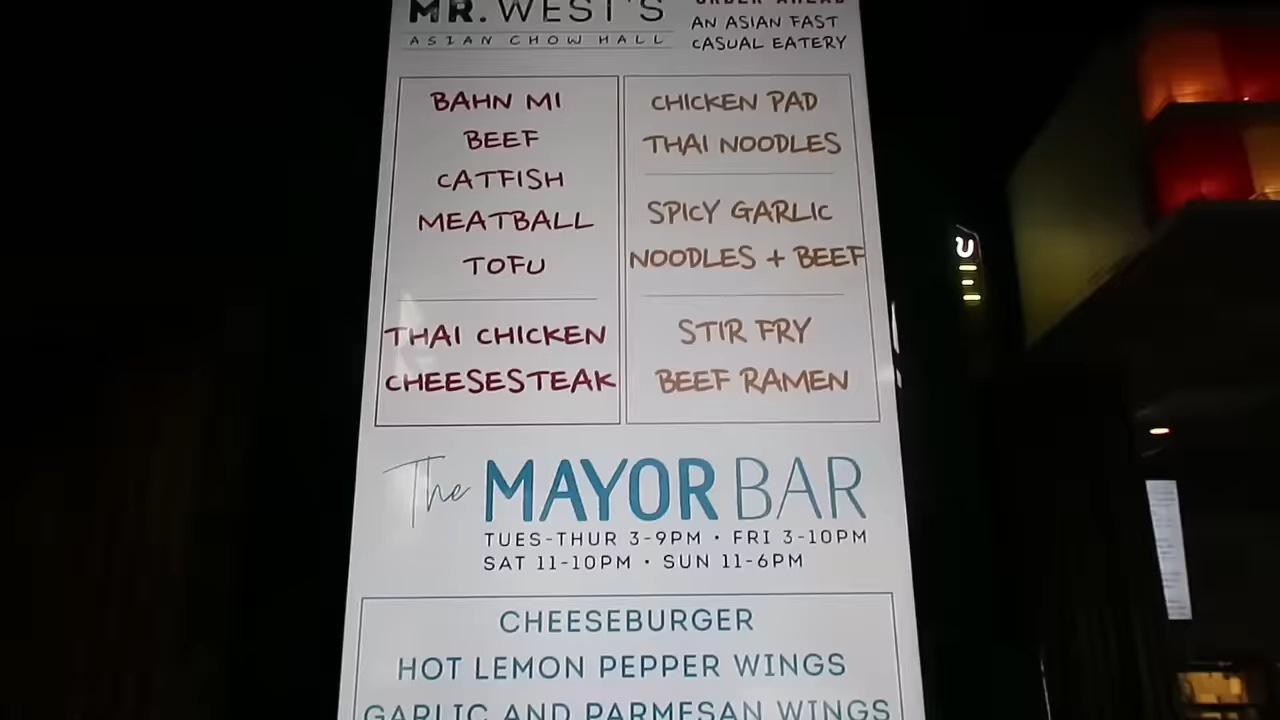 MR. WEST'S
ASIAN CHOW HALL
ORDER AHEAD
AN ASIAN FAST
CASUAL EATERY
BAHN MI
BEEF
CATFISH
MEATBALL
TOFU
THAI CHICKEN
CHEESESTEAK
CHICKEN PAD
THAI NOODLES
SPICY GARLIC
NOODLES + BEEF
STIR FRY
BEEF RAMEN
The MAYOR BAR
TUES-THUR 3-9PM · FRI 3-10PM
SAT 11-10PM · SUN 11-6PM
CHEESEBURGER
HOT LEMON PEPPER WINGS
GARLIC AND PARMESAN WINGS